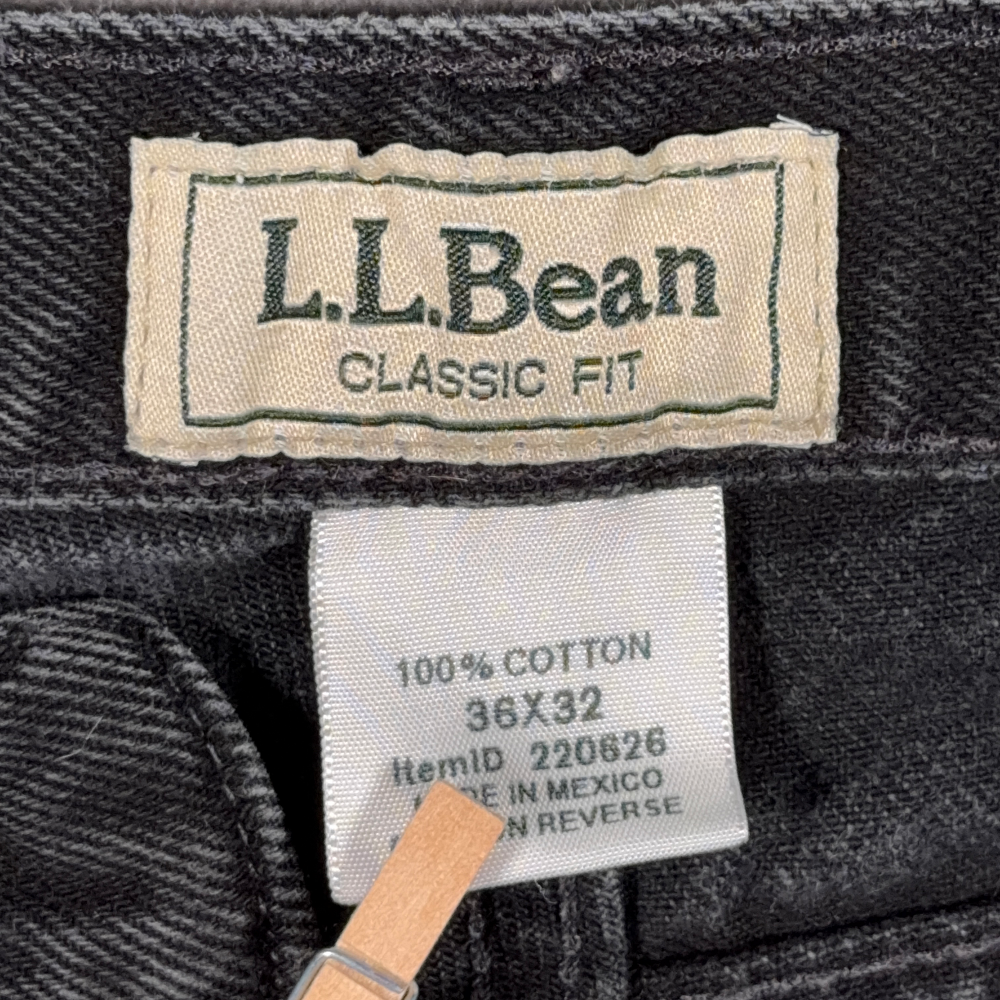 L.L.Bean
CLASSIC FIT
100% COTTON
36X32
ItemID 220626
IN MEXICO
REVERSE